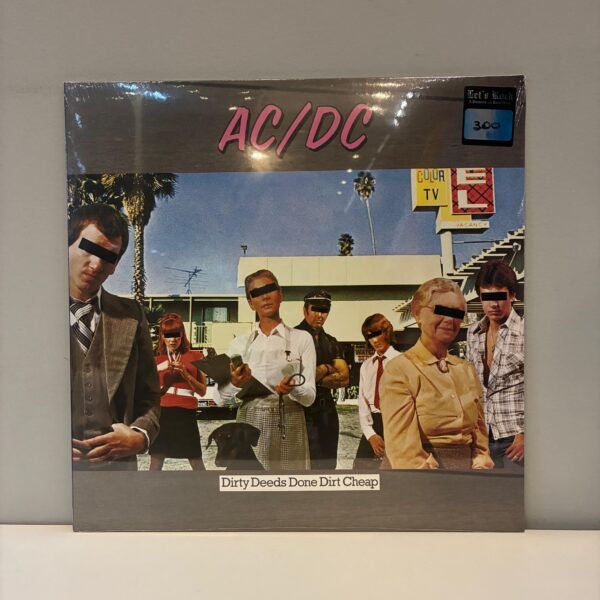 AC/DC
Let's Rock
300
COLOR
TV
EL
VACANCY
Dirty Deeds Done Dirt Cheap